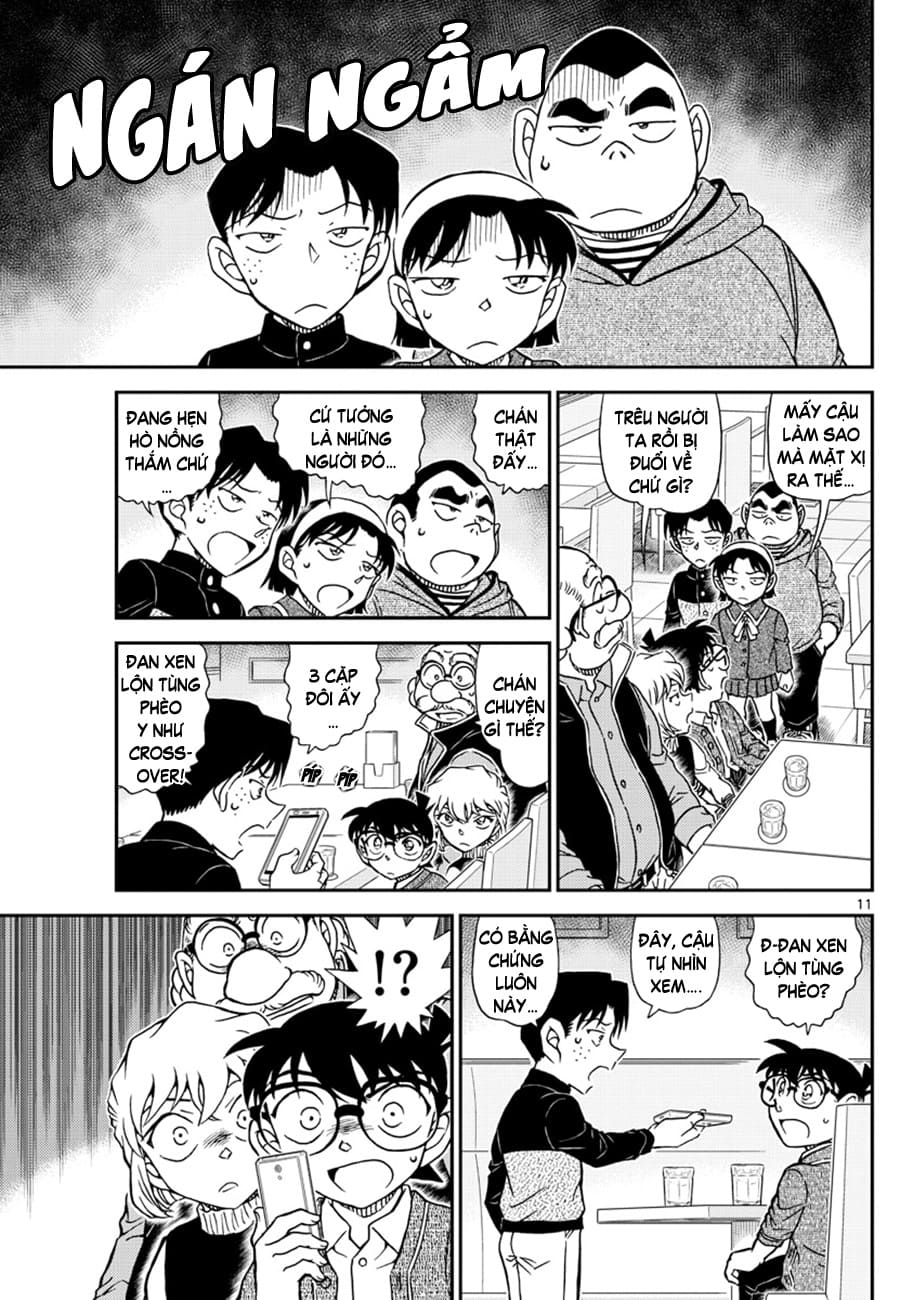 NGÁN NGẨM
MẤY CẬU
LÀM SAO
MÀ MẶT XỊ
RA THẾ...
TRÊU NGƯỜI
TA RỒI BỊ
ĐUỔI VỀ
CHỨ GÌ?
CHÁN
THẬT
ĐẤY...
CỨ TƯỞNG
LÀ NHỮNG
NGƯỜI ĐÓ...
ĐANG HẸN
HÒ NỒNG
THẮM CHỨ
...
CHÁN
CHUYỆN
GÌ THẾ?
3 CẶP
ĐÔI ẤY
...
PÍP
PÍP
ĐAN XEN
LỘN TÙNG
PHÈO
Y NHƯ
CROSS-
OVER!
11
Đ-ĐAN XEN
LỘN TÙNG
PHÈO?
ĐÂY, CẬU
TỰ NHÌN
XEM....
CÓ BẰNG
CHỨNG
LUÔN
NÀY...
!?